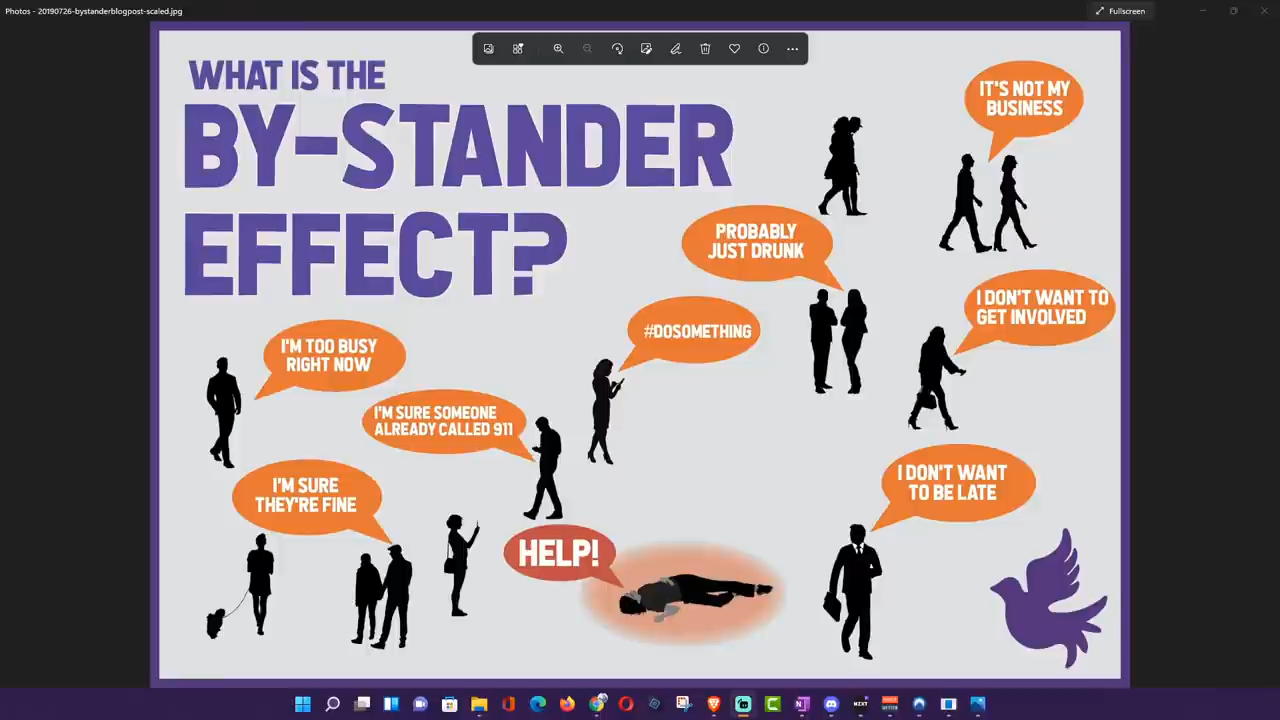 Photos - 20190726-bystanderblogpost-scaled.jpg
Fullscreen
WHAT IS THE
BY-STANDER
EFFECT?
IT'S NOT MY
BUSINESS
PROBABLY
JUST DRUNK
I DON'T WANT TO
GET INVOLVED
#DOSOMETHING
I'M TOO BUSY
RIGHT NOW
I'M SURE SOMEONE
ALREADY CALLED 911
I DON'T WANT
TO BE LATE
I'M SURE
THEY'RE FINE
HELP!
NZXT